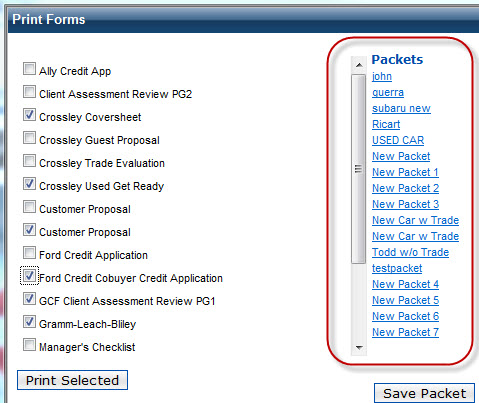 Print Forms
Ally Credit App
Client Assessment Review PG2
Crossley Coversheet
Crossley Guest Proposal
Crossley Trade Evaluation
Crossley Used Get Ready
Customer Proposal
Customer Proposal
Ford Credit Application
Ford Credit Cobuyer Credit Application
GCF Client Assessment Review PG1
Gramm-Leach-Bliley
Manager's Checklist
Print Selected
Packets
john
guerra
subaru new
Ricart
USED CAR
New Packet
New Packet 1
New Packet 2
New Packet 3
New Car w Trade
New Car w Trade
Todd w/o Trade
testpacket
New Packet 4
New Packet 5
New Packet 6
New Packet 7
Save Packet